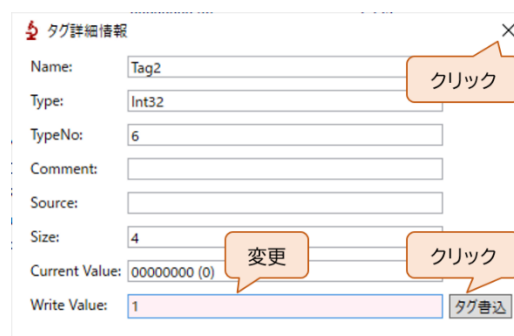 タグ詳細情報
Name: Tag2
クリック
Type: Int32
TypeNo: 6
Comment:
Source:
Size: 4
変更
クリック
Current Value: 00000000 (0)
Write Value: 1 タグ書込